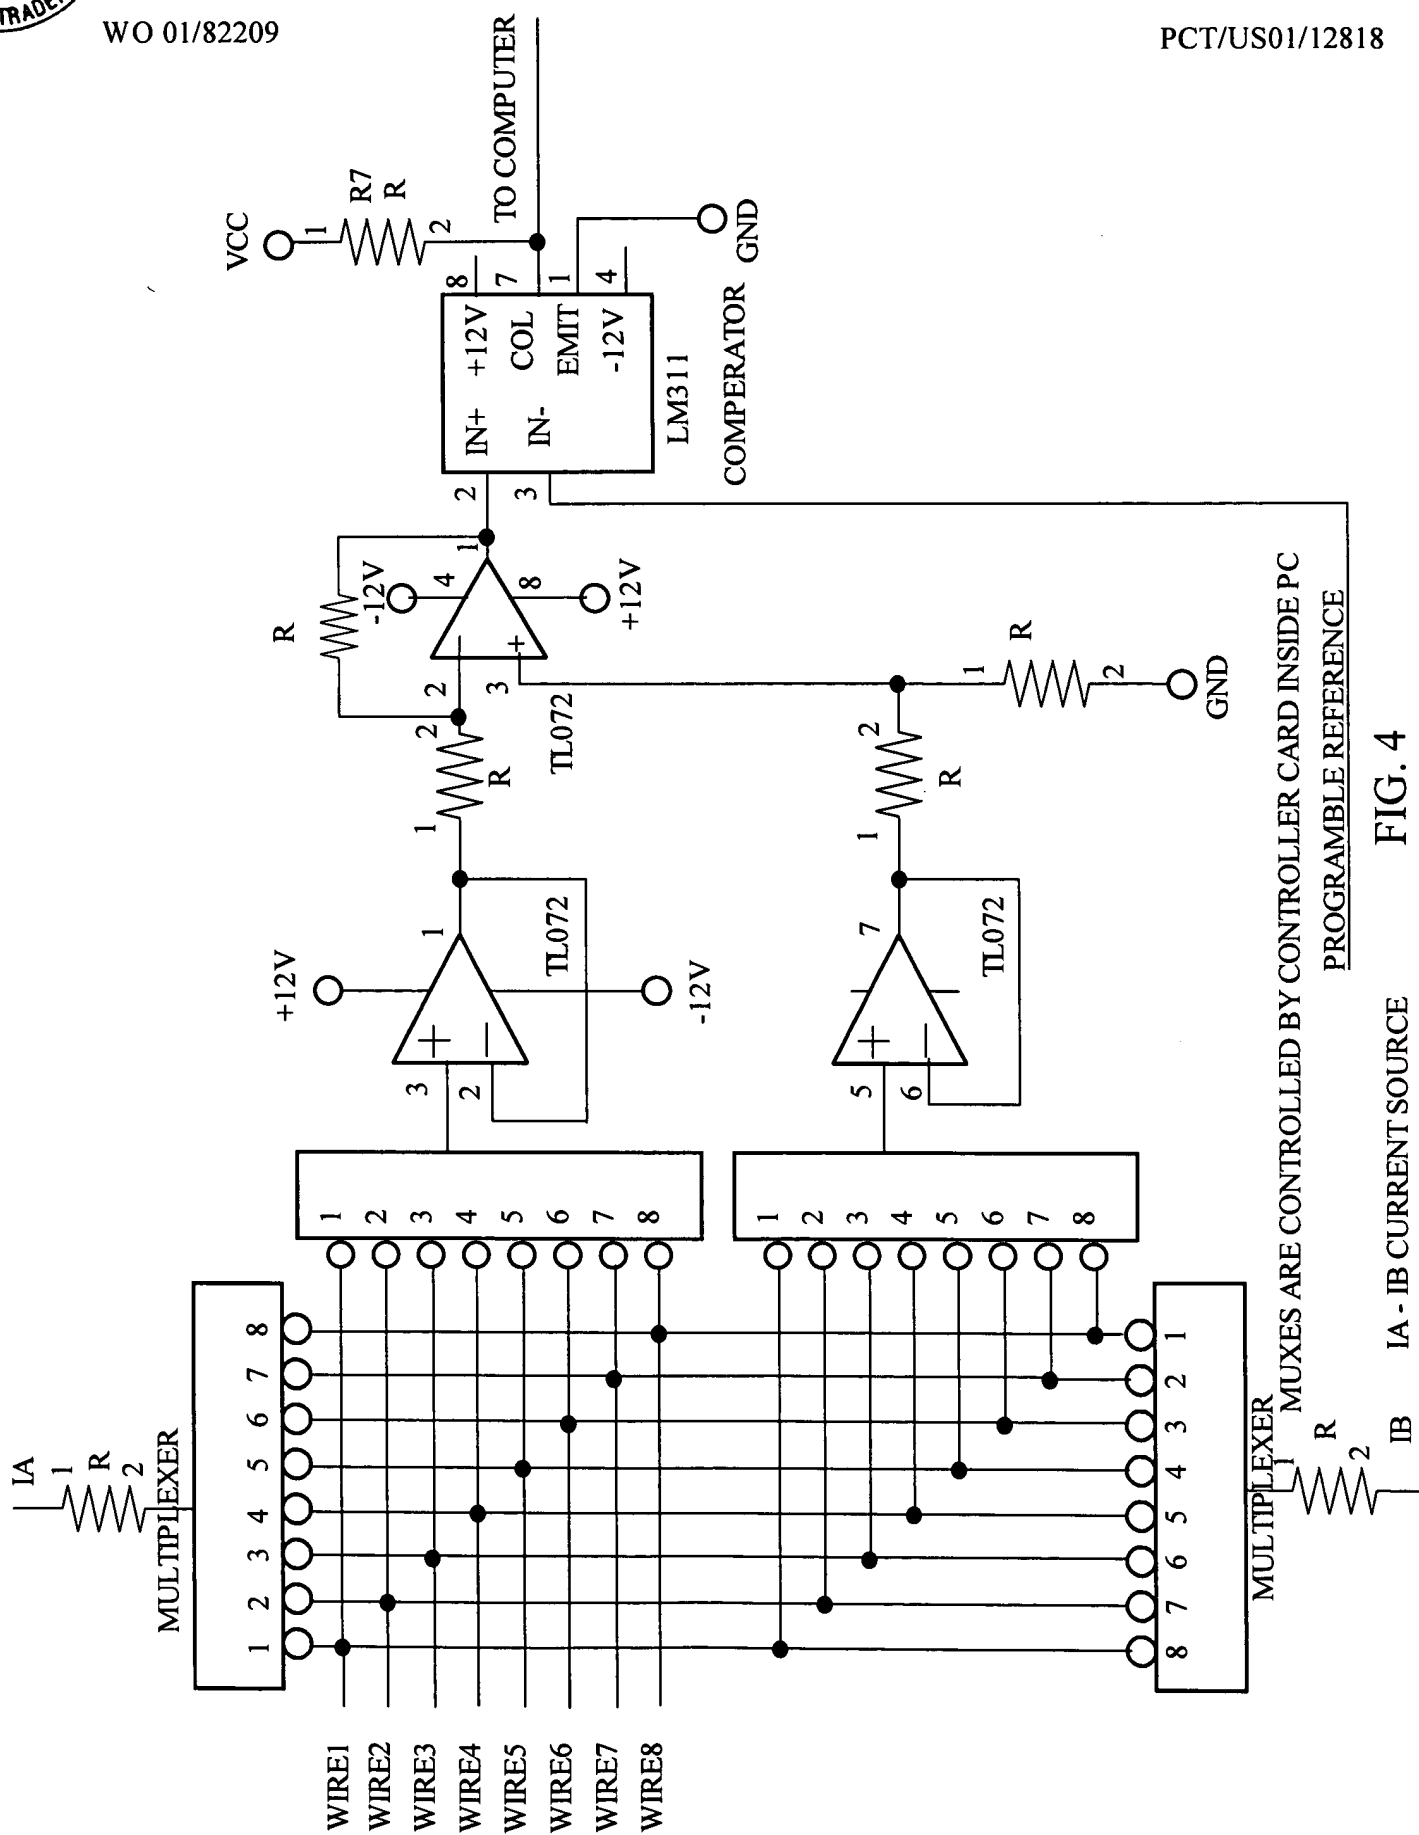 TRADE
WO 01/82209
PCT/US01/12818
IA
1
R
2
MULTIPLEXER
1 2 3 4 5 6 7 8
WIRE1
WIRE2
WIRE3
WIRE4
WIRE5
WIRE6
WIRE7
WIRE8
1
2
3
4
5
6
7
8
3
2
+12V
-12V
1
TL072
1
R
2
2
3
R
-12V
4
1
8
+12V
TL072
2
3
IN+
IN-
+12V
COL
EMIT
-12V
8
7
1
4
LM311
COMPERATOR
VCC
1
R7
R
2
TO COMPUTER
GND
1
2
3
4
5
6
7
8
5
6
7
TL072
1
R
2
1
R
2
GND
8 7 6 5 4 3 2 1
MULTIPLEXER
1
R
2
IB
MUXES ARE CONTROLLED BY CONTROLLER CARD INSIDE PC
PROGRAMBLE REFERENCE
IA - IB CURRENT SOURCE
FIG. 4